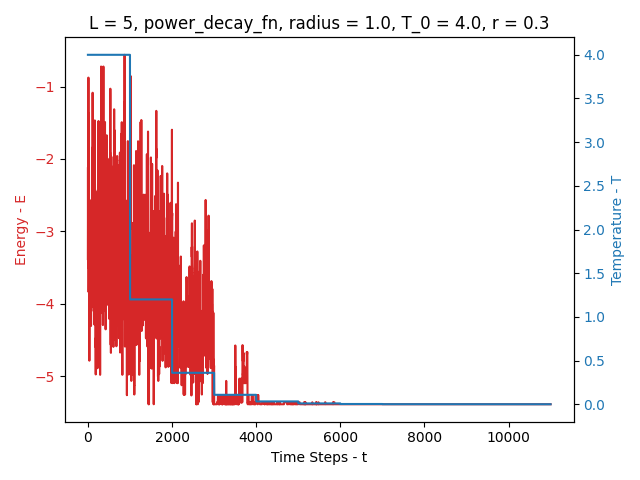 L = 5, power_decay_fn, radius = 1.0, T_0 = 4.0, r = 0.3
Energy - E
−1
−2
−3
−4
−5
4.0
3.5
3.0
2.5
2.0
1.5
1.0
0.5
0.0
Temperature - T
0 2000 4000 6000 8000 10000
Time Steps - t